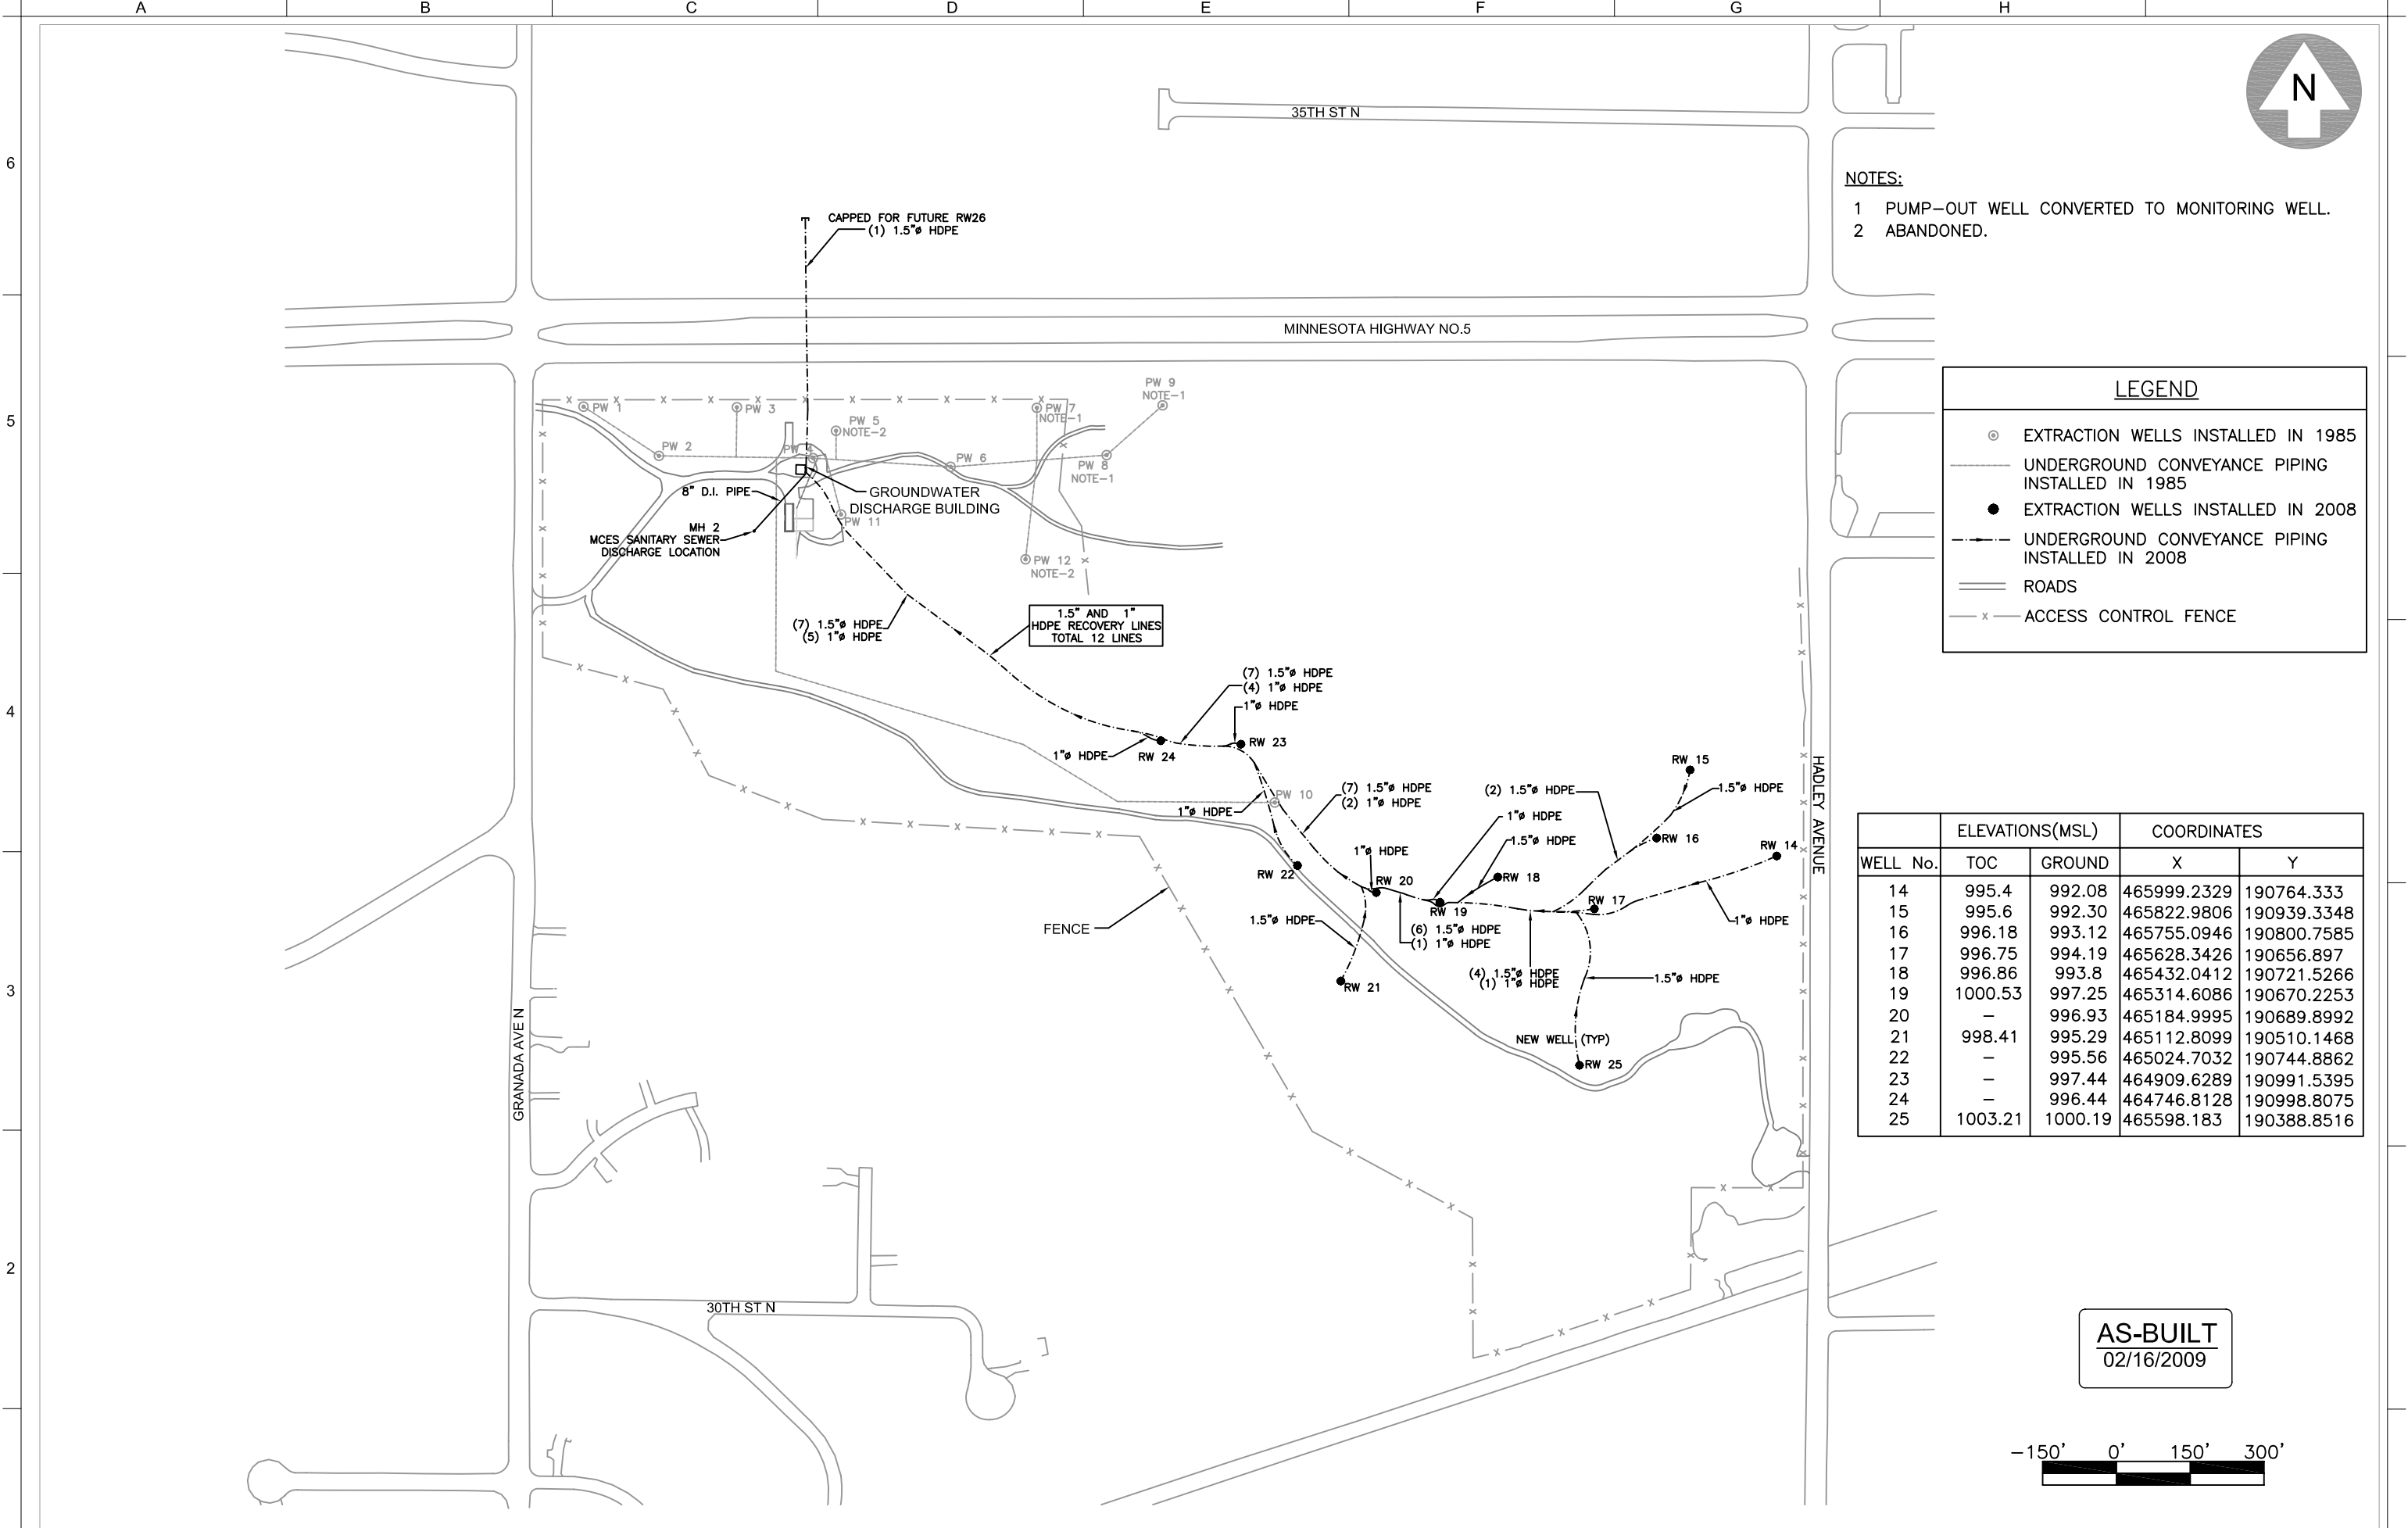 A B C D E F G H
6
5
4
3
2
N
35TH ST N
NOTES:
1 PUMP-OUT WELL CONVERTED TO MONITORING WELL.
2 ABANDONED.
CAPPED FOR FUTURE RW26
(1) 1.5"ø HDPE
MINNESOTA HIGHWAY NO.5
PW 1
PW 2
PW 3
PW 5
NOTE-2
PW 6
PW 7
NOTE-1
PW 8
NOTE-1
PW 9
NOTE-1
PW 11
PW 12
NOTE-2
PW 10
8" D.I. PIPE
GROUNDWATER
DISCHARGE BUILDING
MH 2
MCES SANITARY SEWER
DISCHARGE LOCATION
(7) 1.5"ø HDPE
(5) 1"ø HDPE
1.5" AND 1"
HDPE RECOVERY LINES
TOTAL 12 LINES
(7) 1.5"ø HDPE
(4) 1"ø HDPE
1"ø HDPE
RW 23
1"ø HDPE
RW 24
1"ø HDPE
(7) 1.5"ø HDPE
(2) 1"ø HDPE
RW 22
1"ø HDPE
RW 20
1.5"ø HDPE
RW 21
(6) 1.5"ø HDPE
(1) 1"ø HDPE
RW 19
1"ø HDPE
1.5"ø HDPE
RW 18
(2) 1.5"ø HDPE
RW 15
1.5"ø HDPE
RW 16
RW 14
RW 17
1"ø HDPE
(4) 1.5"ø HDPE
(1) 1"ø HDPE
1.5"ø HDPE
NEW WELL (TYP)
RW 25
FENCE
HADLEY AVENUE
GRANADA AVE N
30TH ST N
LEGEND
EXTRACTION WELLS INSTALLED IN 1985
UNDERGROUND CONVEYANCE PIPING
INSTALLED IN 1985
EXTRACTION WELLS INSTALLED IN 2008
UNDERGROUND CONVEYANCE PIPING
INSTALLED IN 2008
ROADS
ACCESS CONTROL FENCE
ELEVATIONS(MSL) COORDINATES
WELL No. TOC GROUND X Y
14 995.4 992.08 465999.2329 190764.333
15 995.6 992.30 465822.9806 190939.3348
16 996.18 993.12 465755.0946 190800.7585
17 996.75 994.19 465628.3426 190656.897
18 996.86 993.8 465432.0412 190721.5266
19 1000.53 997.25 465314.6086 190670.2253
20 – 996.93 465184.9995 190689.8992
21 998.41 995.29 465112.8099 190510.1468
22 – 995.56 465024.7032 190744.8862
23 – 997.44 464909.6289 190991.5395
24 – 996.44 464746.8128 190998.8075
25 1003.21 1000.19 465598.183 190388.8516
AS-BUILT
02/16/2009
-150' 0' 150' 300'